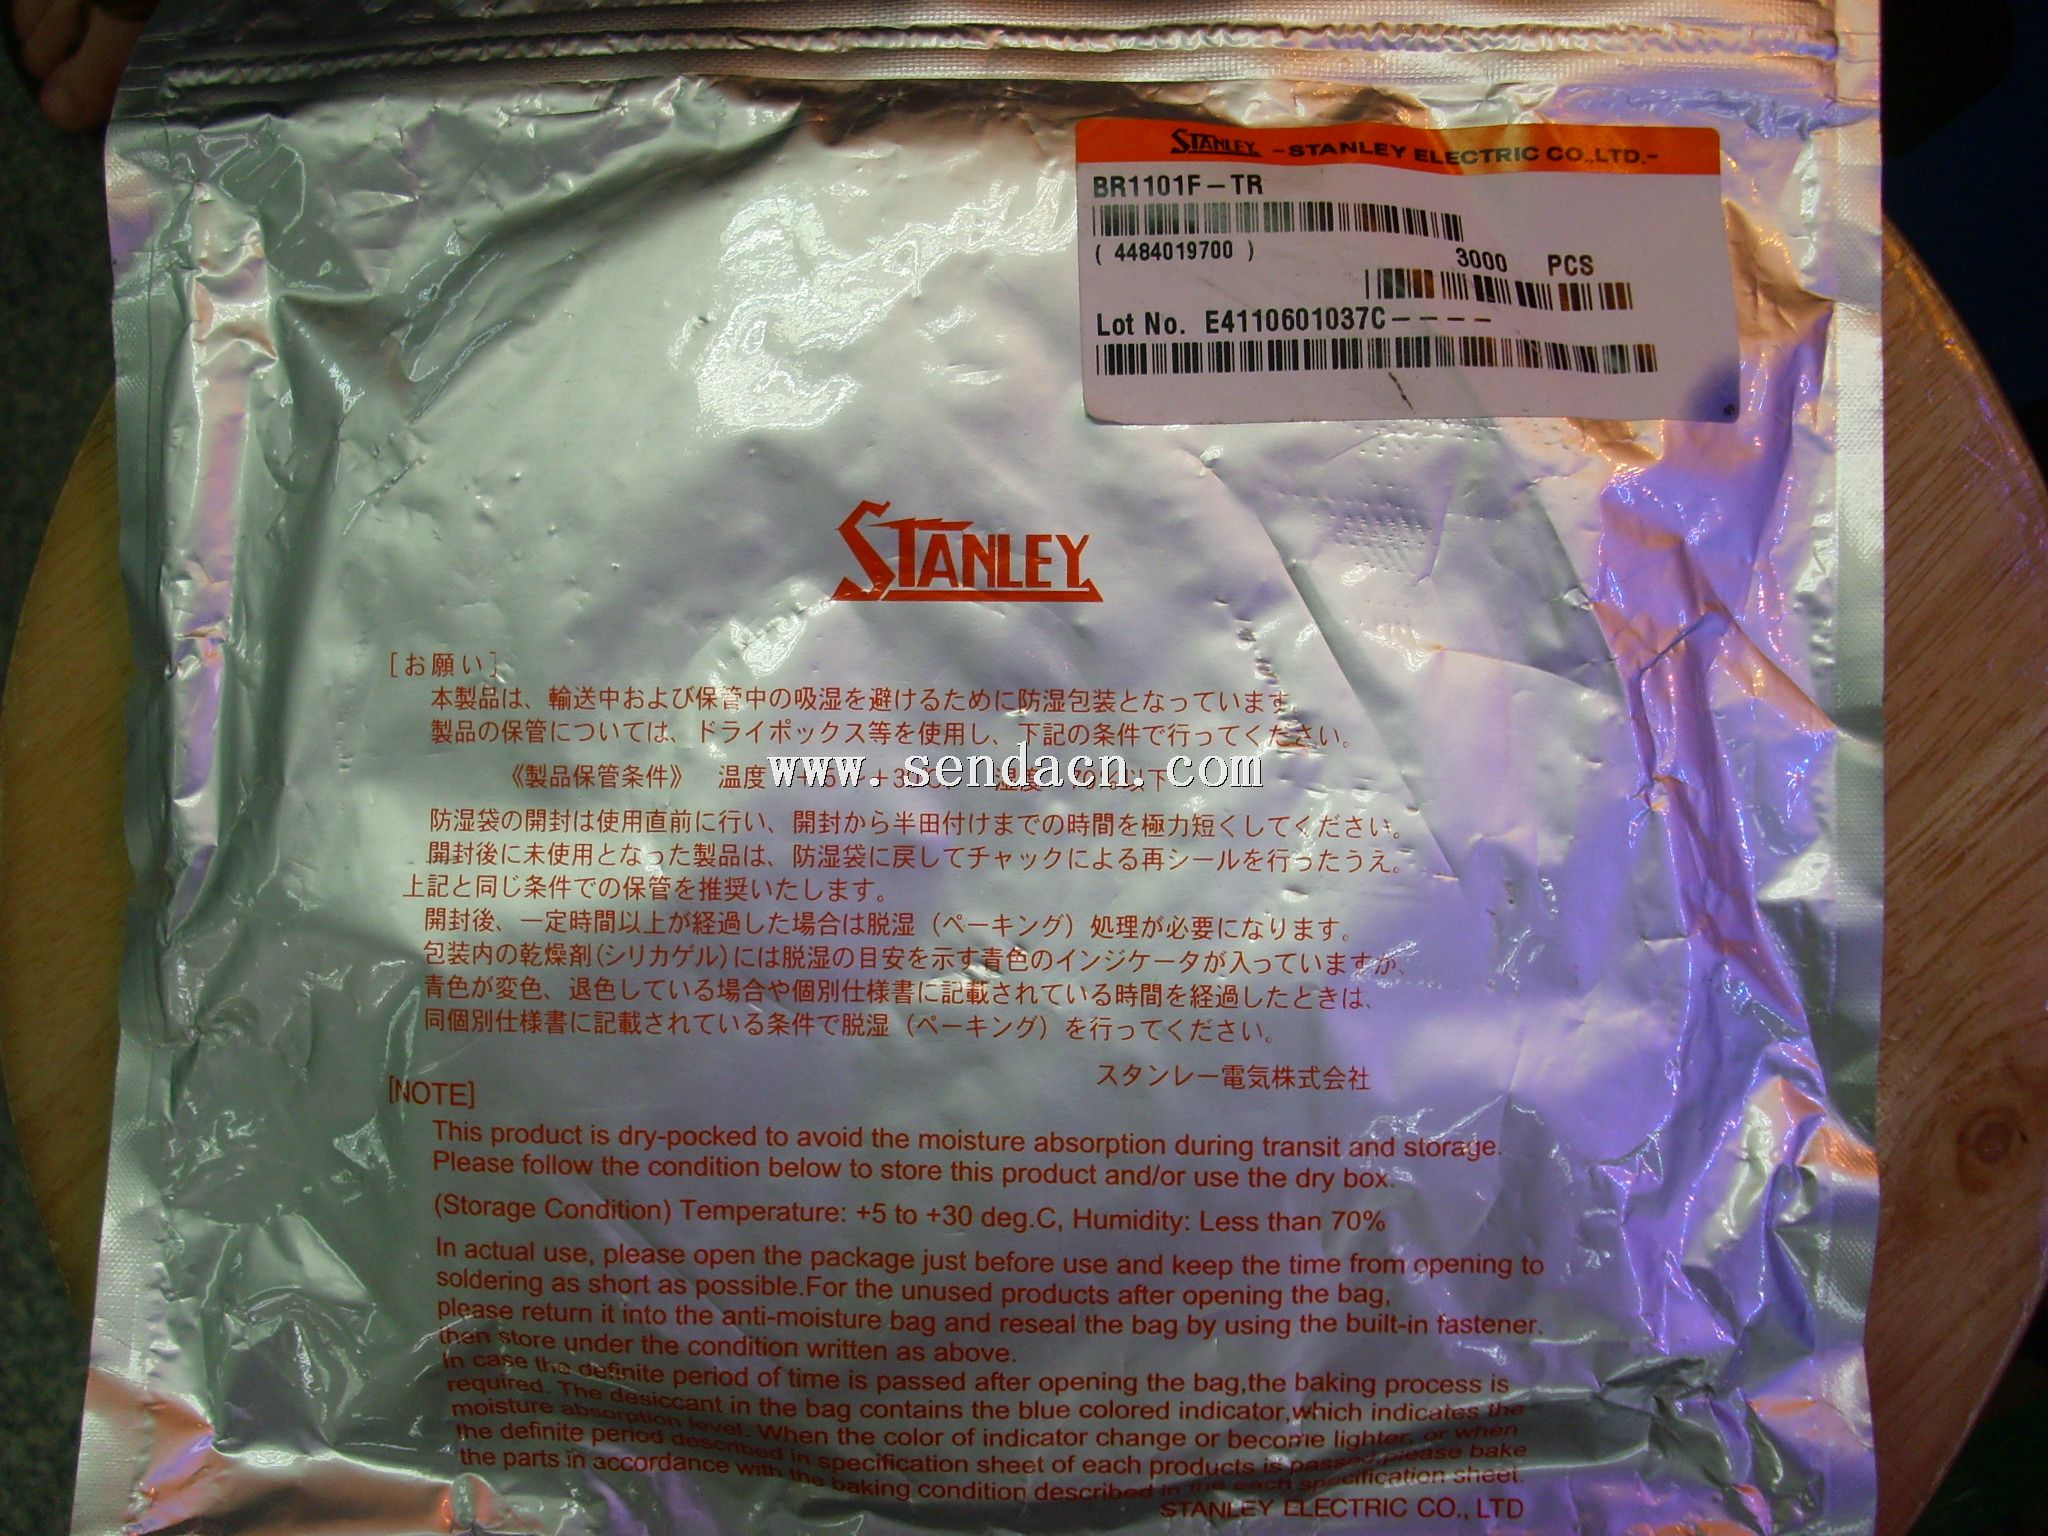 STANLEY -STANLEY ELECTRIC CO.,LTD.-
BR1101F-TR
( 4484019700 )
3000 PCS
Lot No. E4110601037C----
STANLEY
[お願い]
本製品は、輸送中および保管中の吸湿を避けるために防湿包装となっています。
製品の保管については、ドライボックス等を使用し、下記の条件で行ってください。
《製品保管条件》 温度 湿度 70%以下
www.sendacn.com
防湿袋の開封は使用直前に行い、開封から半田付けまでの時間を極力短くしてください。
開封後に未使用となった製品は、防湿袋に戻してチャックによる再シールを行ったうえ。
上記と同じ条件での保管を推奨いたします。
開封後、一定時間以上が経過した場合は脱湿（ベーキング）処理が必要になります。
包装内の乾燥剤(シリカゲル)には脱湿の目安を示す青色のインジケータが入っていますが、
青色が変色、退色している場合や個別仕様書に記載されている時間を経過したときは、
同個別仕様書に記載されている条件で脱湿（ベーキング）を行ってください。
スタンレー電気株式会社
[NOTE]
This product is dry-pocked to avoid the moisture absorption during transit and storage.
Please follow the condition below to store this product and/or use the dry box.
(Storage Condition) Temperature: +5 to +30 deg.C, Humidity: Less than 70%
In actual use, please open the package just before use and keep the time from opening to
soldering as short as possible.For the unused products after opening the bag,
please return it into the anti-moisture bag and reseal the bag by using the built-in fastener.
then store under the condition written as above.
In case the definite period of time is passed after opening the bag,the baking process is
required. The desiccant in the bag contains the blue colored indicator,which indicates the
moisture absorption level. When the color of indicator change or become lighter, or when
the definite period described in specification sheet of each products is passed,please bake
the parts in accordance with the baking condition described in the each specification sheet.
STANLEY ELECTRIC CO., LTD